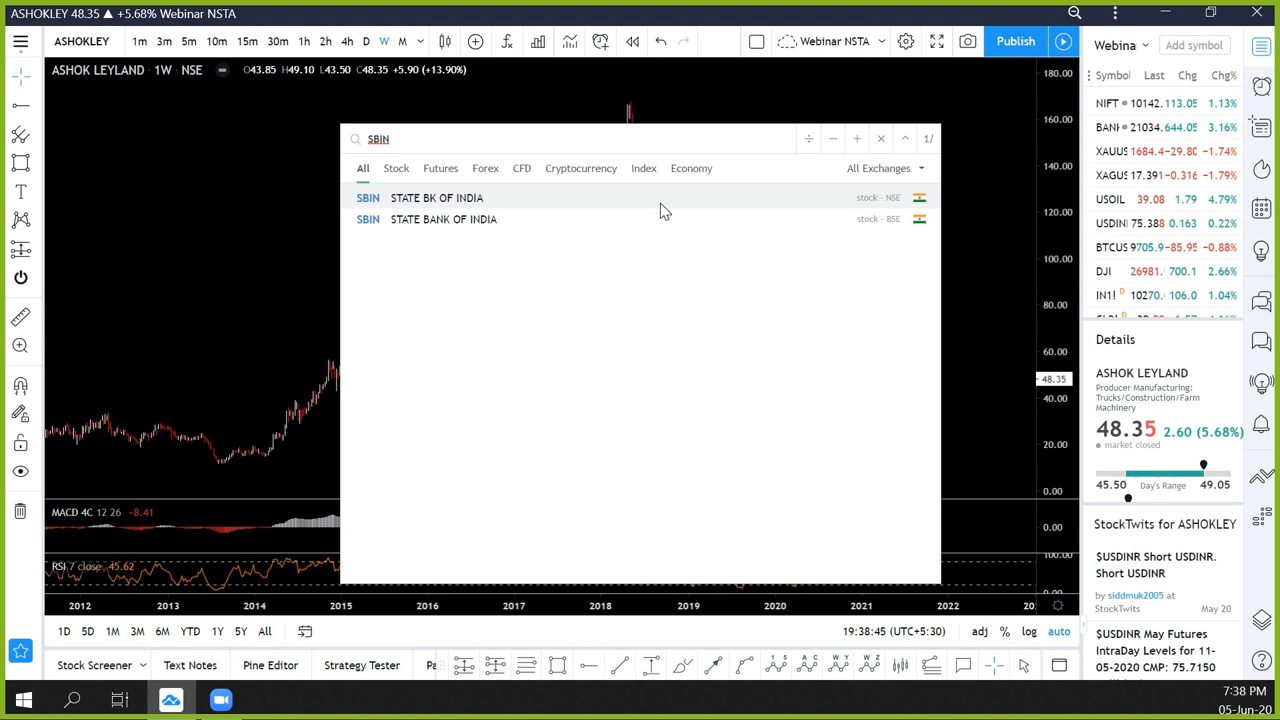 ASHOKLEY 48.35 ▲ +5.68% Webinar NSTA
ASHOKLEY 1m 3m 5m 10m 15m 30m 1h 2h 4h D W M Webinar NSTA Publish
Webina Add symbol
ASHOK LEYLAND · 1W · NSE O43.85 H49.10 L43.50 C48.35 +5.90 (+13.90%)
Symbol Last Chg Chg%
NIFT 10142. 113.05 1.13%
BANK 21034. 644.05 3.16%
XAUUS 1684.4 -29.80 -1.74%
XAGUS 17.391 -0.316 -1.79%
USOIL 39.08 1.79 4.79%
USDINI 75.388 0.163 0.22%
BTCUS 9705.9 -85.95 -0.88%
DJI 26981. 700.1 2.66%
IN1! D 10270. 106.0 1.04%
SBIN ÷ − + × ^ 1/
All Stock Futures Forex CFD Cryptocurrency Index Economy All Exchanges
SBIN STATE BK OF INDIA stock - NSE
SBIN STATE BANK OF INDIA stock - BSE
180.00
160.00
140.00
120.00
100.00
80.00
60.00
48.35
40.00
20.00
0.00
0.00
100.00
0.00
MACD 4C 12 26 −8.41
RSI 7 close 45.62
2012 2013 2014 2015 2016 2017 2018 2019 2020 2021 2022 20
1D 5D 1M 3M 6M YTD 1Y 5Y All 19:38:45 (UTC+5:30) adj % log auto
Stock Screener Text Notes Pine Editor Strategy Tester Pa
Details
ASHOK LEYLAND
Producer Manufacturing:
Trucks/Construction/Farm
Machinery
48.35 2.60 (5.68%)
market closed
45.50 Day's Range 49.05
StockTwits for ASHOKLEY
$USDINR Short USDINR.
Short USDINR
by siddmuk2005 at
StockTwits May 20
$USDINR May Futures
IntraDay Levels for 11-
05-2020 CMP: 75.7150
7:38 PM
05-Jun-20